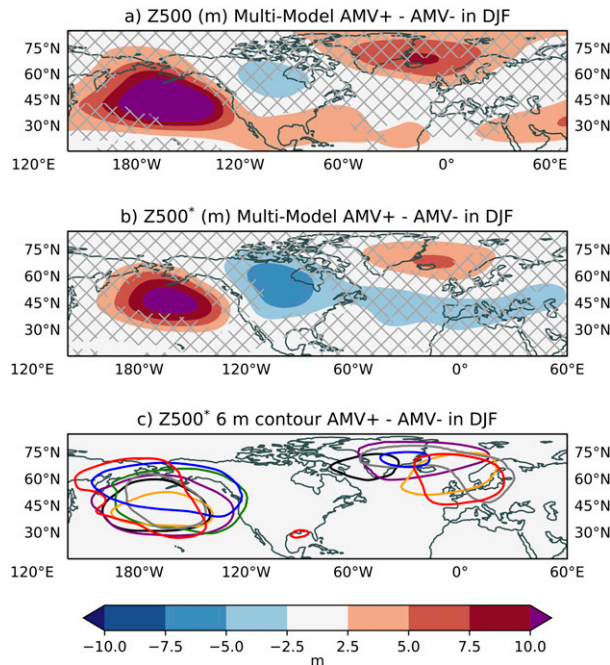 a) Z500 (m) Multi-Model AMV+ - AMV- in DJF
75°N 75°N
60°N 60°N
45°N 45°N
30°N 30°N
120°E 180°W 120°W 60°W 0° 60°E
b) Z500* (m) Multi-Model AMV+ - AMV- in DJF
75°N 75°N
60°N 60°N
45°N 45°N
30°N 30°N
120°E 180°W 120°W 60°W 0° 60°E
c) Z500* 6 m contour AMV+ - AMV- in DJF
75°N 75°N
60°N 60°N
45°N 45°N
30°N 30°N
120°E 180°W 120°W 60°W 0° 60°E
−10.0 −7.5 −5.0 −2.5 2.5 5.0 7.5 10.0
m